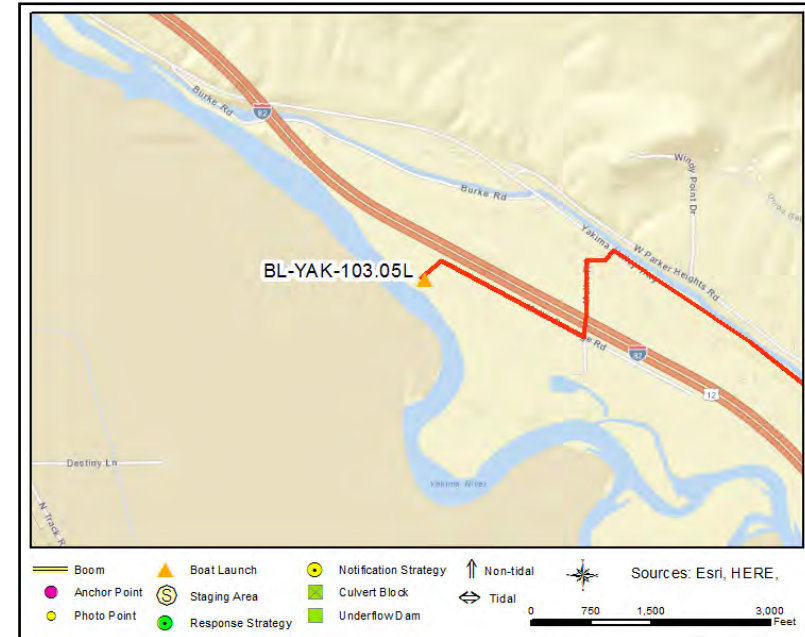 Burke Rd
82
Burke Rd
Windy Point Dr
W Parker Heights Rd
Yakima
BL-YAK-103.05L
Rd
82
12
Destiny Ln
Yakima River
N Track R
Boom
Boat Launch
Notification Strategy
Non-tidal
Sources: Esri, HERE,
Anchor Point
S Staging Area
Culvert Block
Tidal
Photo Point
Response Strategy
Underflow Dam
0 750 1,500 3,000
Feet